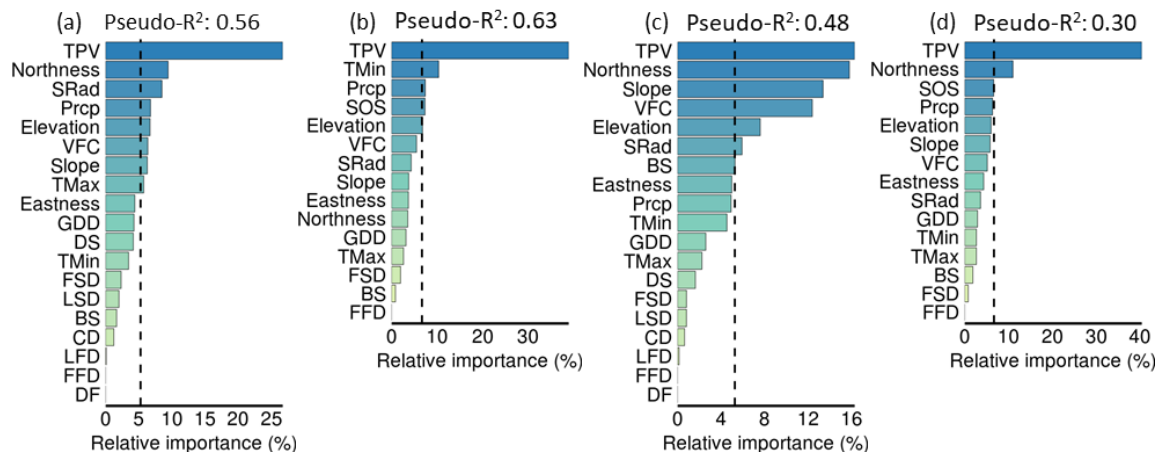 (a) Pseudo-R²: 0.56
TPV
Northness
SRad
Prcp
Elevation
VFC
Slope
TMax
Eastness
GDD
DS
TMin
FSD
LSD
BS
CD
LFD
FFD
DF
0 5 10 15 20 25
Relative importance (%)
(b) Pseudo-R²: 0.63
TPV
TMin
Prcp
SOS
Elevation
VFC
SRad
Slope
Eastness
Northness
GDD
TMax
FSD
BS
FFD
0 10 20 30
Relative importance (%)
(c) Pseudo-R²: 0.48
TPV
Northness
Slope
VFC
Elevation
SRad
BS
Eastness
Prcp
TMin
GDD
TMax
DS
FSD
LSD
CD
LFD
FFD
DF
0 4 8 12 16
Relative importance (%)
(d) Pseudo-R²: 0.30
TPV
Northness
SOS
Prcp
Elevation
Slope
VFC
Eastness
SRad
GDD
TMin
TMax
BS
FSD
FFD
0 10 20 30 40
Relative importance (%)